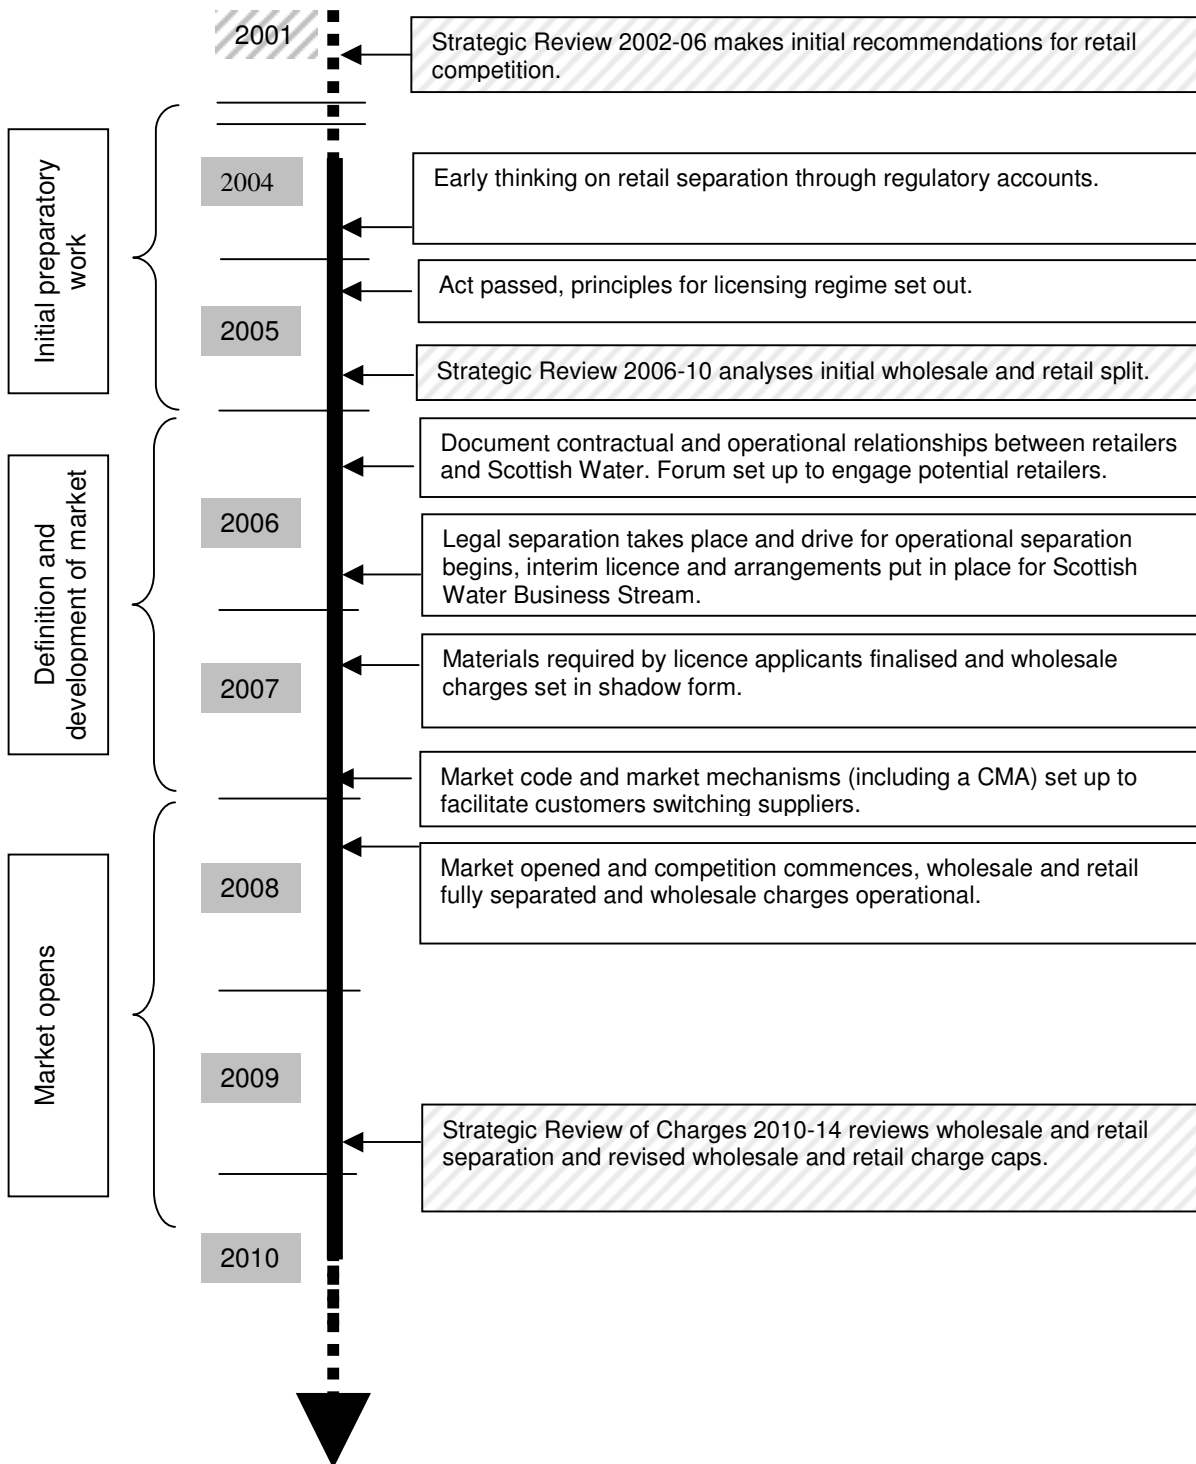 2001
Strategic Review 2002-06 makes initial recommendations for retail
competition.
Initial preparatory
work
2004
Early thinking on retail separation through regulatory accounts.
Act passed, principles for licensing regime set out.
2005
Strategic Review 2006-10 analyses initial wholesale and retail split.
Definition and
development of market
Document contractual and operational relationships between retailers
and Scottish Water. Forum set up to engage potential retailers.
2006
Legal separation takes place and drive for operational separation
begins, interim licence and arrangements put in place for Scottish
Water Business Stream.
Materials required by licence applicants finalised and wholesale
charges set in shadow form.
2007
Market code and market mechanisms (including a CMA) set up to
facilitate customers switching suppliers.
Market opens
Market opened and competition commences, wholesale and retail
fully separated and wholesale charges operational.
2008
2009
Strategic Review of Charges 2010-14 reviews wholesale and retail
separation and revised wholesale and retail charge caps.
2010